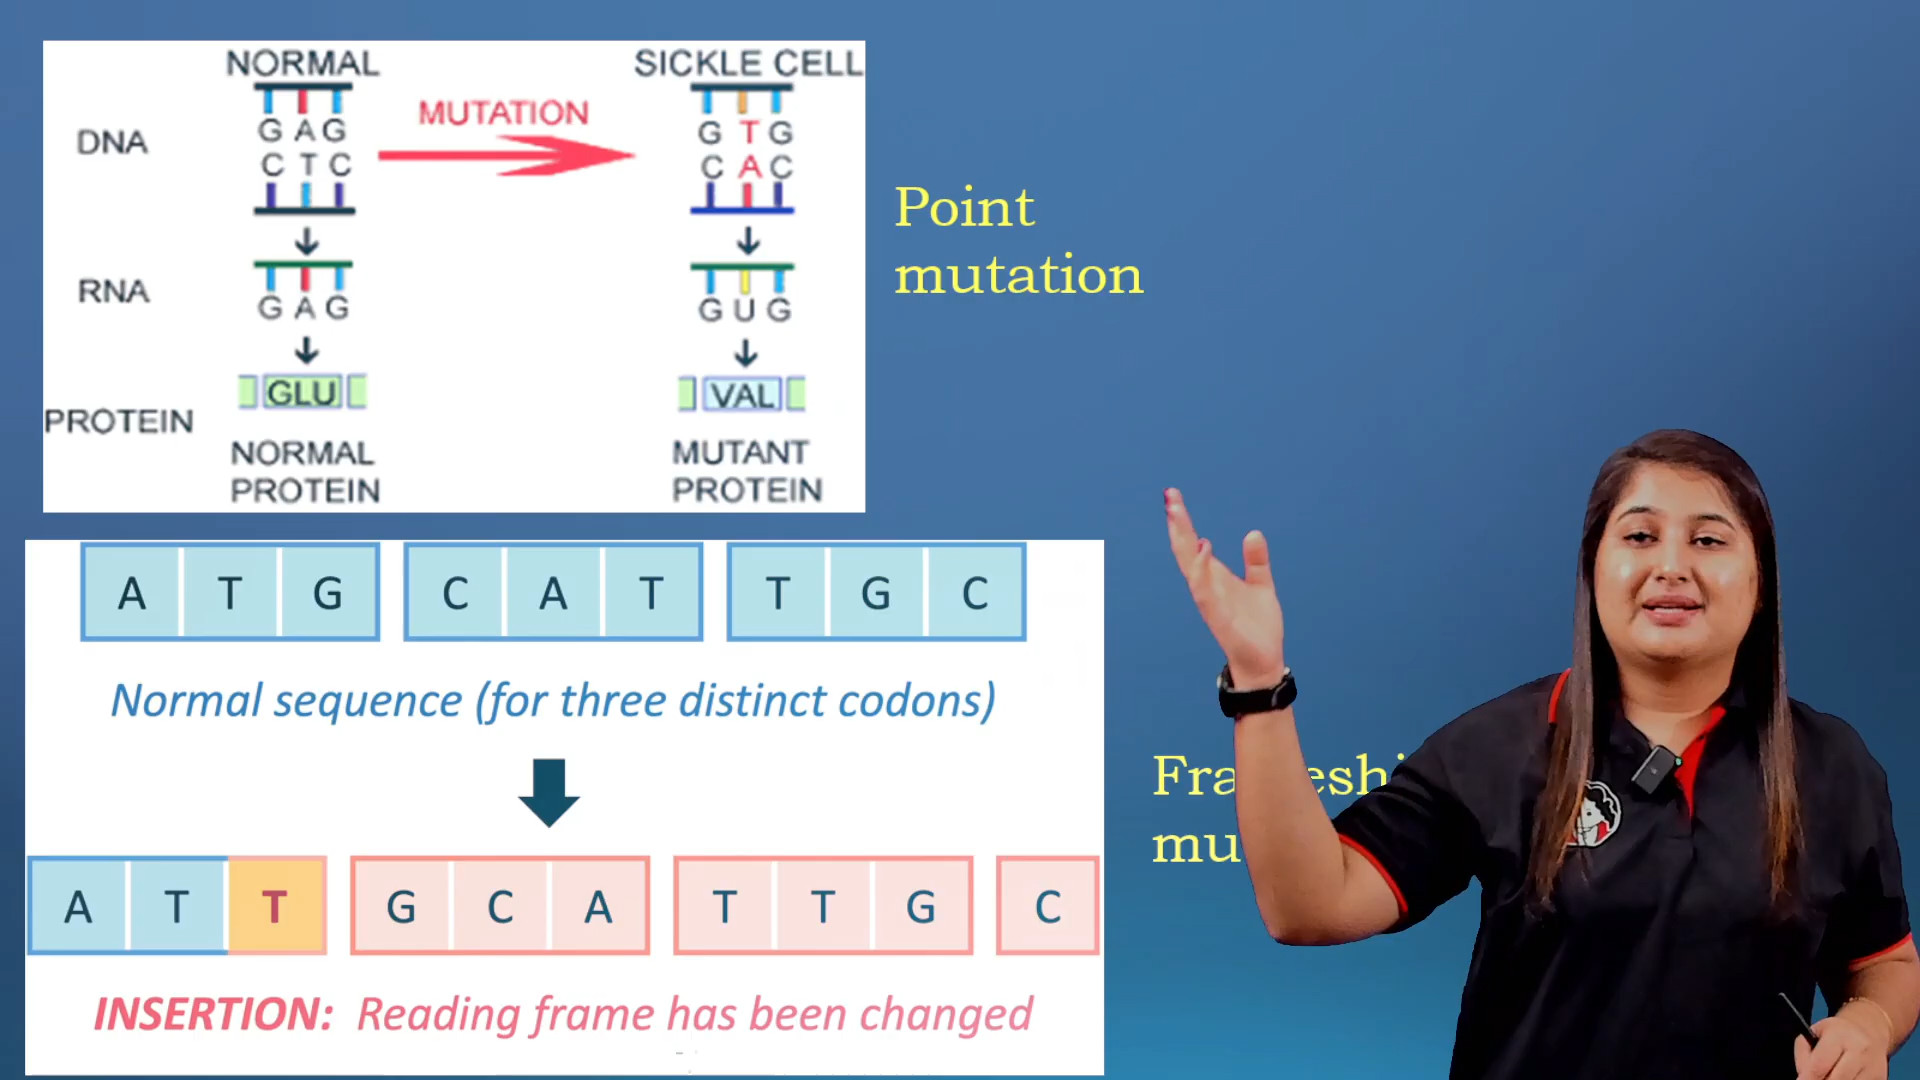 NORMAL
SICKLE CELL
MUTATION
DNA
G A G
C T C
G T G
C A C
RNA
G A G
G U G
GLU
VAL
PROTEIN
NORMAL
PROTEIN
MUTANT
PROTEIN
Point
mutation
A T G C A T T G C
Normal sequence (for three distinct codons)
A T T G C A T T G C
INSERTION: Reading frame has been changed